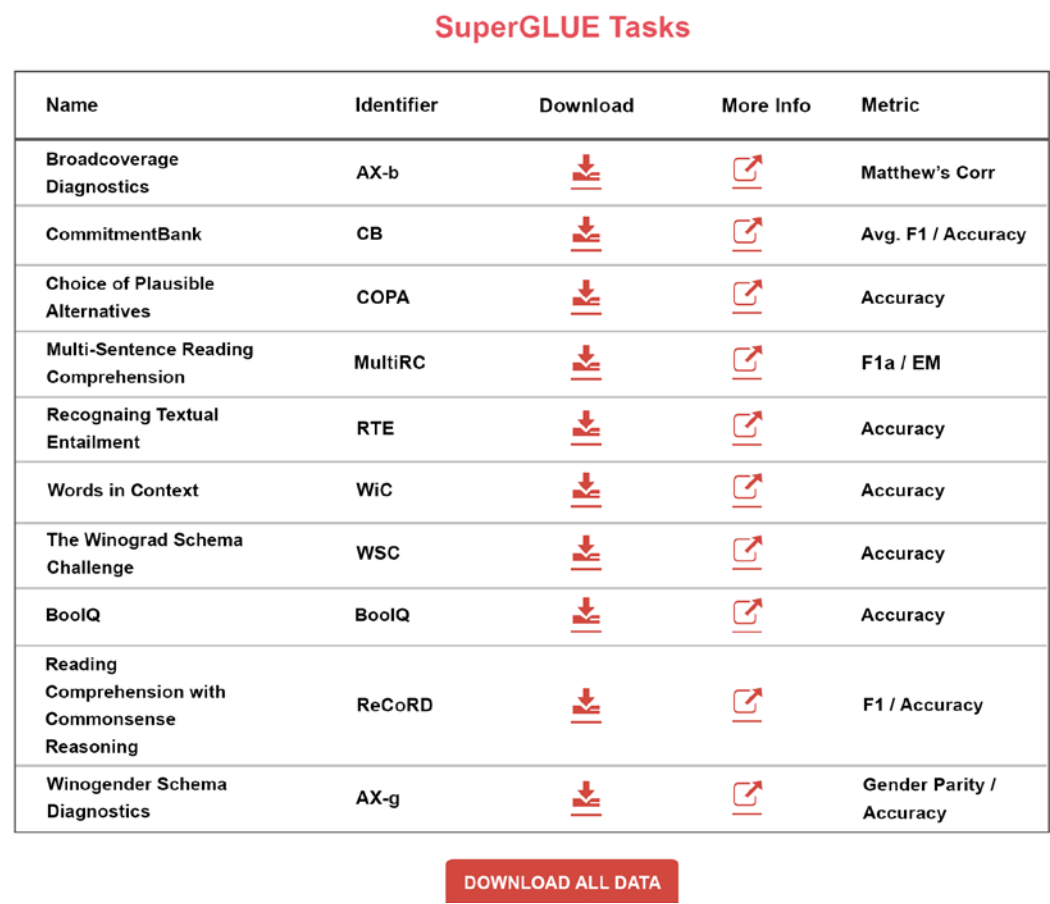 SuperGLUE Tasks
Name Identifier Download More Info Metric
Broadcoverage
Diagnostics
AX-b
Matthew’s Corr
CommitmentBank CB Avg. F1 / Accuracy
Choice of Plausible
Alternatives
COPA
Accuracy
Multi-Sentence Reading
Comprehension
MultiRC
F1a / EM
Recognaing Textual
Entailment
RTE
Accuracy
Words in Context WiC Accuracy
The Winograd Schema
Challenge
WSC
Accuracy
BoolQ BoolQ Accuracy
Reading
Comprehension with
Commonsense
Reasoning
ReCoRD
F1 / Accuracy
Winogender Schema
Diagnostics
AX-g
Gender Parity /
Accuracy
DOWNLOAD ALL DATA